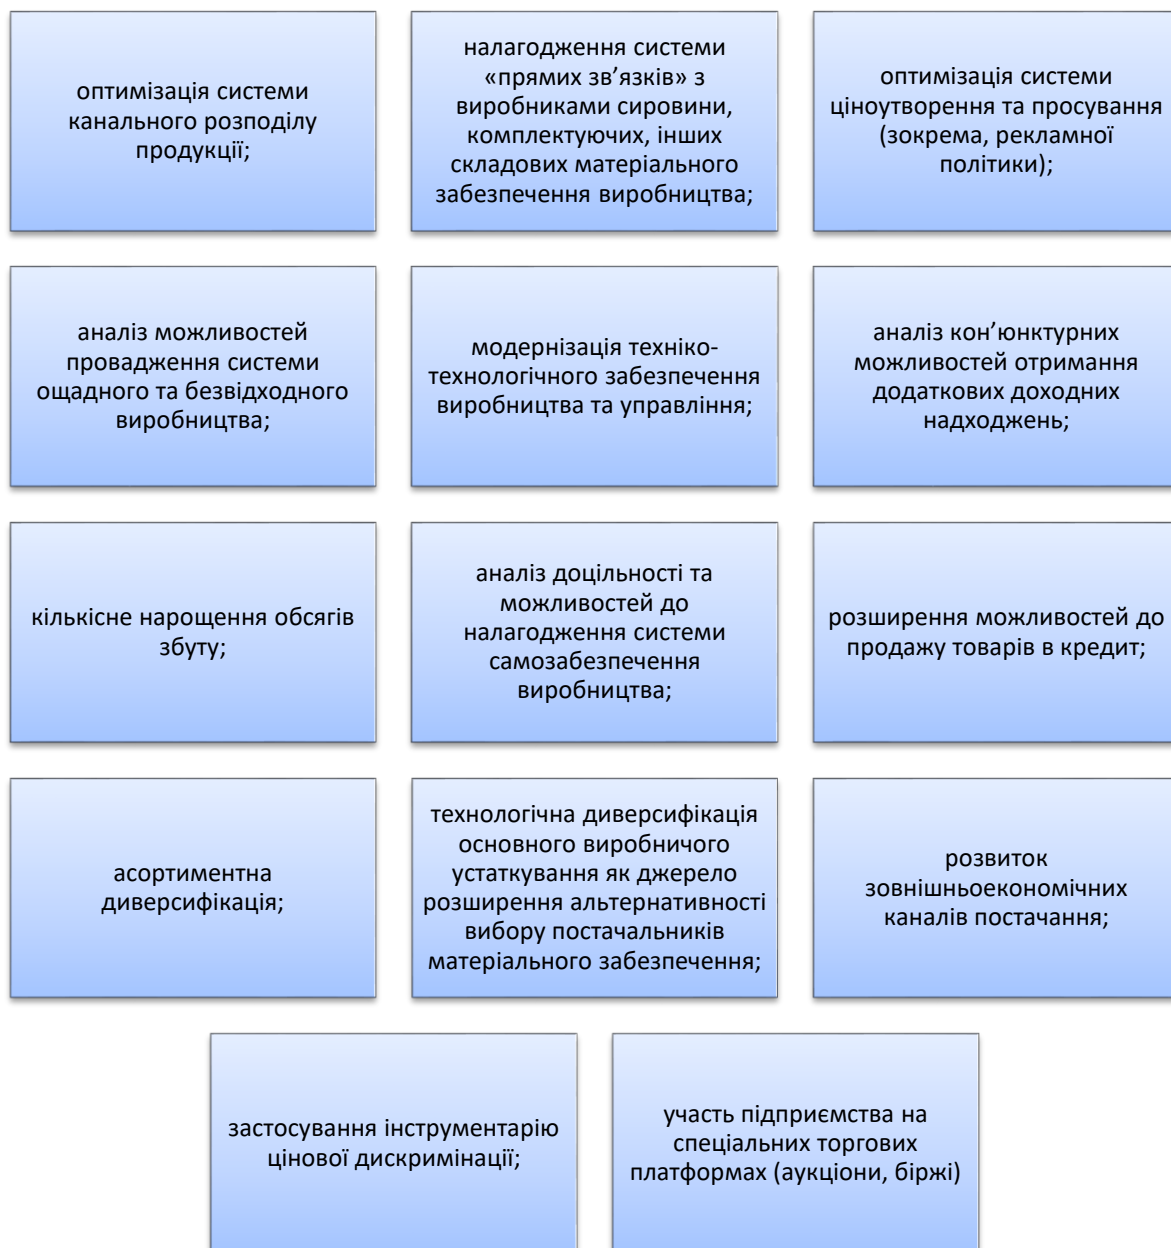 оптимізація системи
канального розподілу
продукції;
налагодження системи
«прямих зв’язків» з
виробниками сировини,
комплектуючих, інших
складових матеріального
забезпечення виробництва;
оптимізація системи
ціноутворення та просування
(зокрема, рекламної
політики);
аналіз можливостей
провадження системи
ощадного та безвідходного
виробництва;
модернізація техніко-
технологічного забезпечення
виробництва та управління;
аналіз кон’юнктурних
можливостей отримання
додаткових доходних
надходжень;
кількісне нарощення обсягів
збуту;
аналіз доцільності та
можливостей до
налагодження системи
самозабезпечення
виробництва;
розширення можливостей до
продажу товарів в кредит;
асортиментна
диверсифікація;
технологічна диверсифікація
основного виробничого
устаткування як джерело
розширення альтернативності
вибору постачальників
матеріального забезпечення;
розвиток
зовнішньоекономічних
каналів постачання;
застосування інструментарію
цінової дискримінації;
участь підприємства на
спеціальних торгових
платформах (аукціони, біржі)